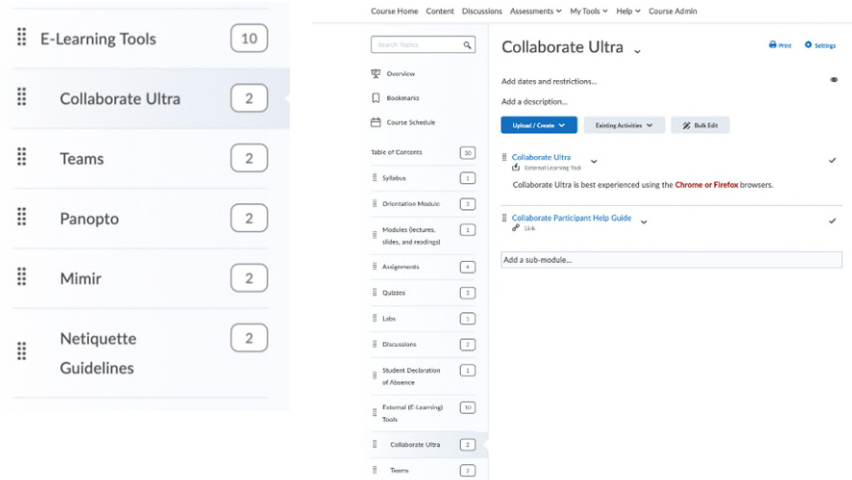 E-Learning Tools 10
Collaborate Ultra 2
Teams 2
Panopto 2
Mimir 2
Netiquette 2
Guidelines
Course Home Content Discussions Assessments My Tools Help Course Admin
Search Topics
Overview
Bookmarks
Course Schedule
Table of Contents 30
Syllabus 1
Orientation Module 3
Modules (lectures, 1
slides, and readings)
Assignments 4
Quizzes 3
Labs
Discussions 2
Student Declaration 1
of Absence
External (E-Learning) 10
Tools
Collaborate Ultra 2
Teams 2
Collaborate Ultra
Print Settings
Add dates and restrictions...
Add a description...
Upload / Create Existing Activities Bulk Edit
Collaborate Ultra
External Learning Tool
Collaborate Ultra is best experienced using the Chrome or Firefox browsers.
Collaborate Participant Help Guide
Link
Add a sub-module...